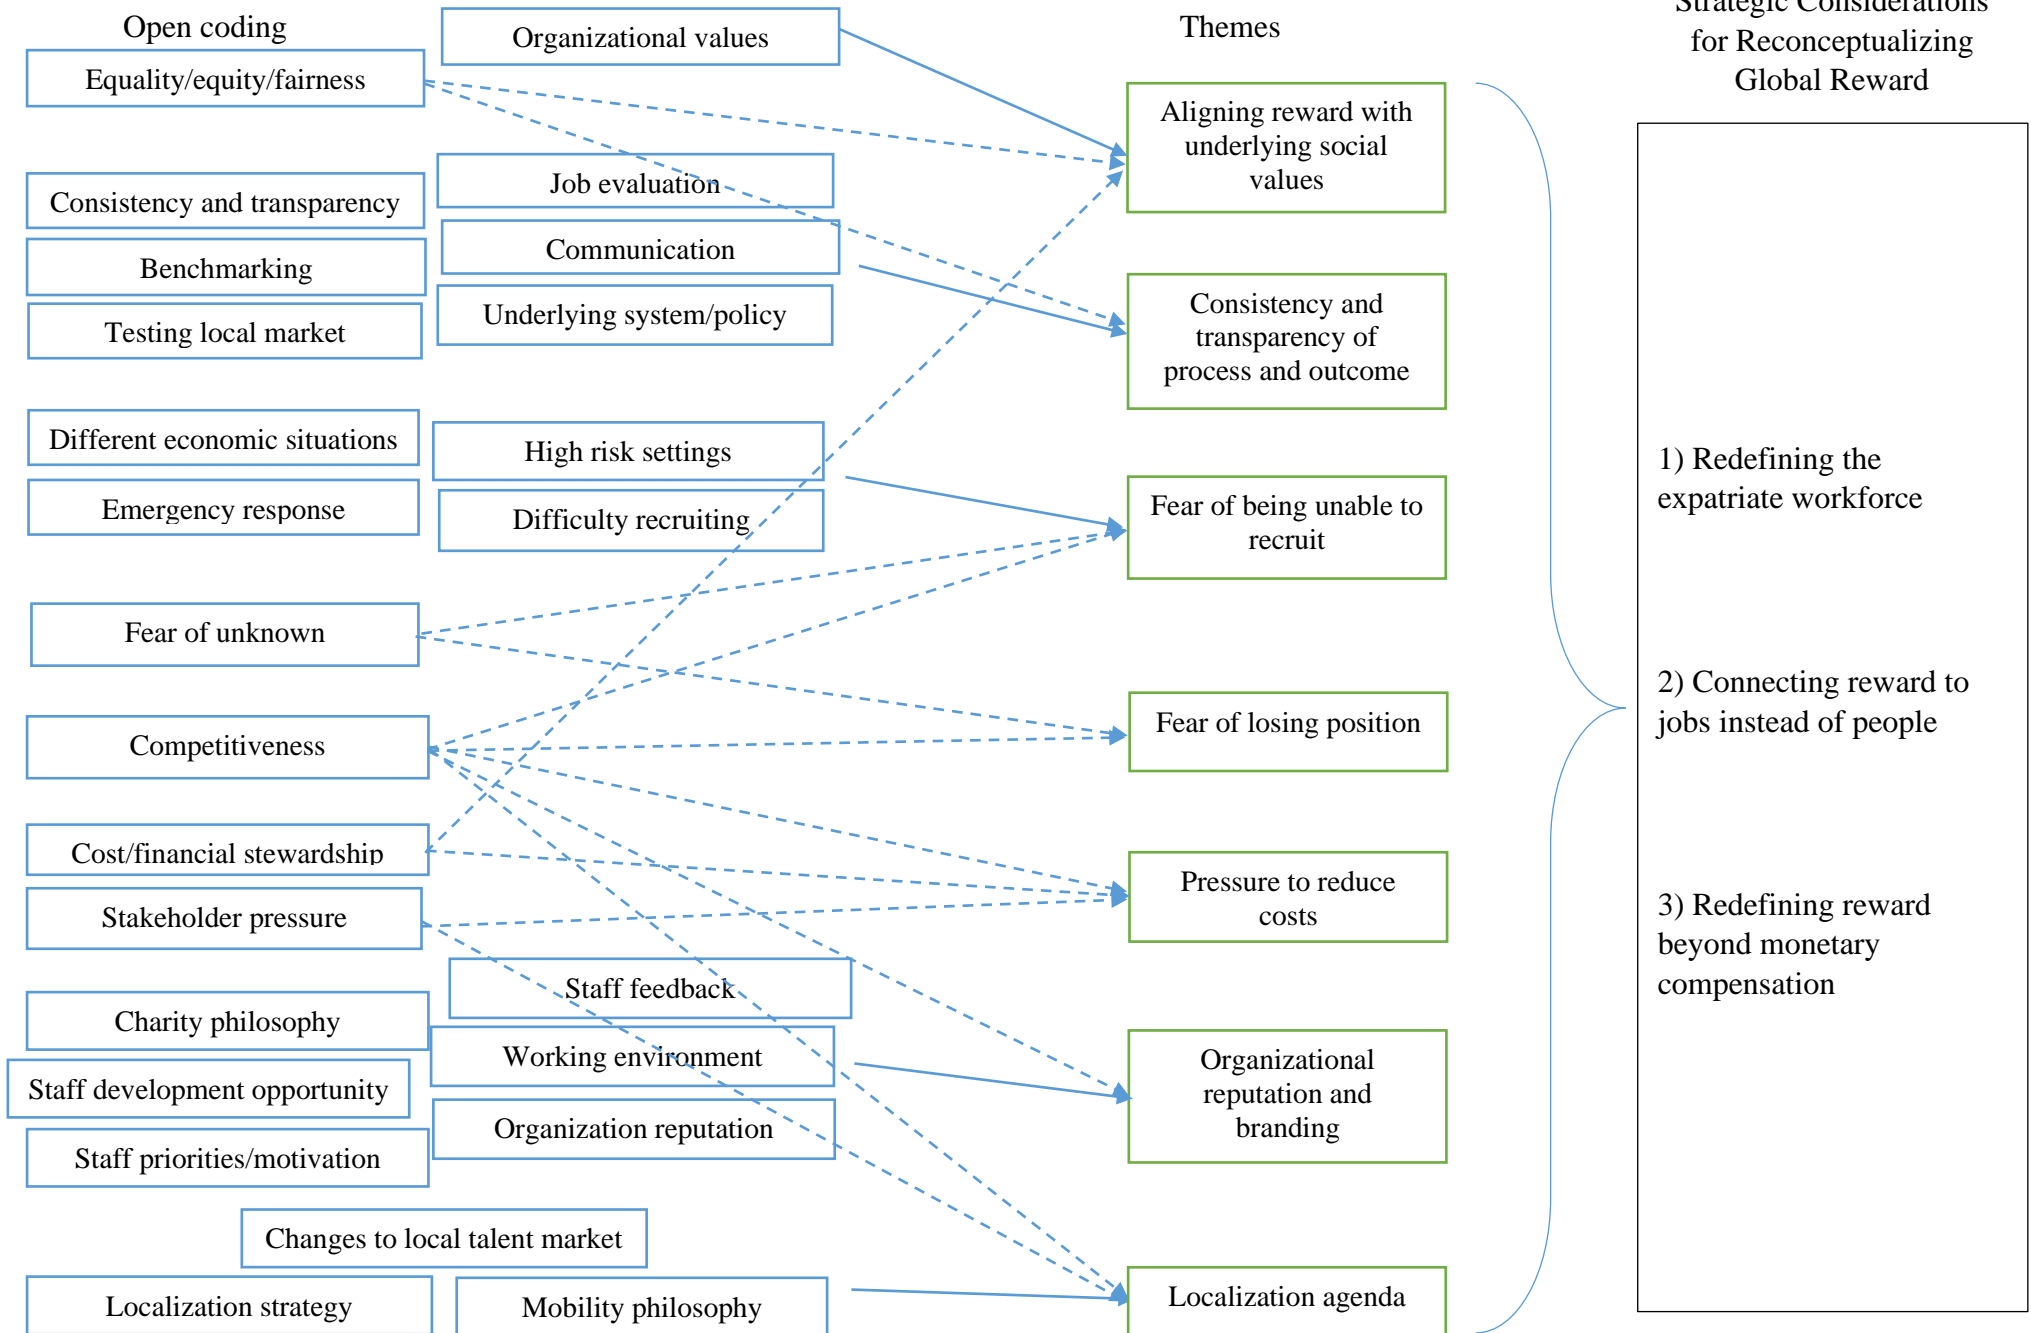 Open coding
Equality/equity/fairness
Organizational values
Consistency and transparency
Job evaluation
Benchmarking
Communication
Testing local market
Underlying system/policy
Different economic situations
High risk settings
Emergency response
Difficulty recruiting
Fear of unknown
Competitiveness
Cost/financial stewardship
Stakeholder pressure
Staff feedback
Charity philosophy
Working environment
Staff development opportunity
Organization reputation
Staff priorities/motivation
Changes to local talent market
Localization strategy
Mobility philosophy
Themes
Aligning reward with
underlying social
values
Consistency and
transparency of
process and outcome
Fear of being unable to
recruit
Fear of losing position
Pressure to reduce
costs
Organizational
reputation and
branding
Localization agenda
Strategic Considerations
for Reconceptualizing
Global Reward
1) Redefining the
expatriate workforce
2) Connecting reward to
jobs instead of people
3) Redefining reward
beyond monetary
compensation